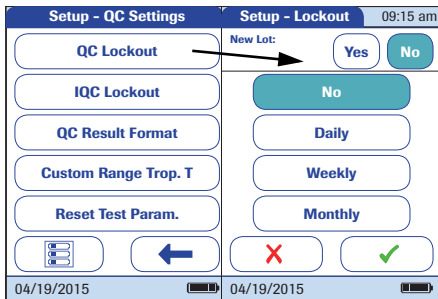 Setup - QC Settings
QC Lockout
IQC Lockout
QC Result Format
Custom Range Trop. T
Reset Test Param.
04/19/2015
Setup - Lockout 09:15 am
New Lot: Yes No
No
Daily
Weekly
Monthly
04/19/2015